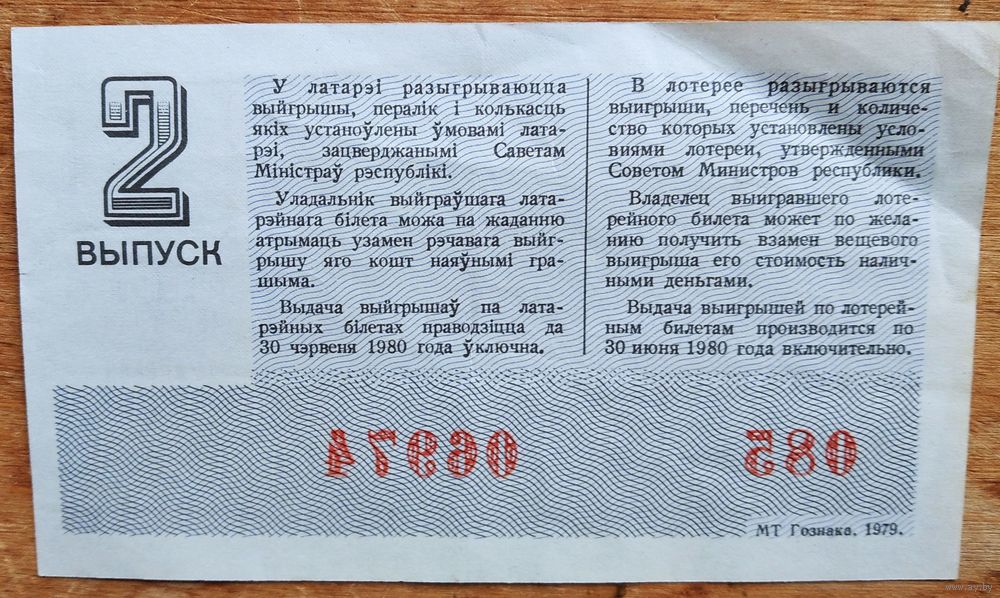 2
ВЫПУСК
У латарэі разыгрываюцца
выйгрышы, пералік і колькасць
якіх устаноўлены ўмовамі лата-
рэі, зацверджанымі Саветам
Міністраў рэспублікі.
Уладальнік выйграўшага лата-
рэйнага білета можа па жаданню
атрымаць узамен рэчавага выйг-
рышу яго кошт наяўнымі гра-
шыма.
Выдача выйгрышаў па лата-
рэйных білетах праводзіцца да
30 чэрвеня 1980 года ўключна.
В лотерее разыгрываются
выигрыши, перечень и количе-
ство которых установлены усло-
виями лотереи, утвержденными
Советом Министров республики.
Владелец выигравшего лоте-
рейного билета может по жела-
нию получить взамен вещевого
выигрыша его стоимость налич-
ными деньгами.
Выдача выигрышей по лотерей-
ным билетам производится по
30 июня 1980 года включительно.
06974 085
МТ Гознака. 1979.
www.ay.by